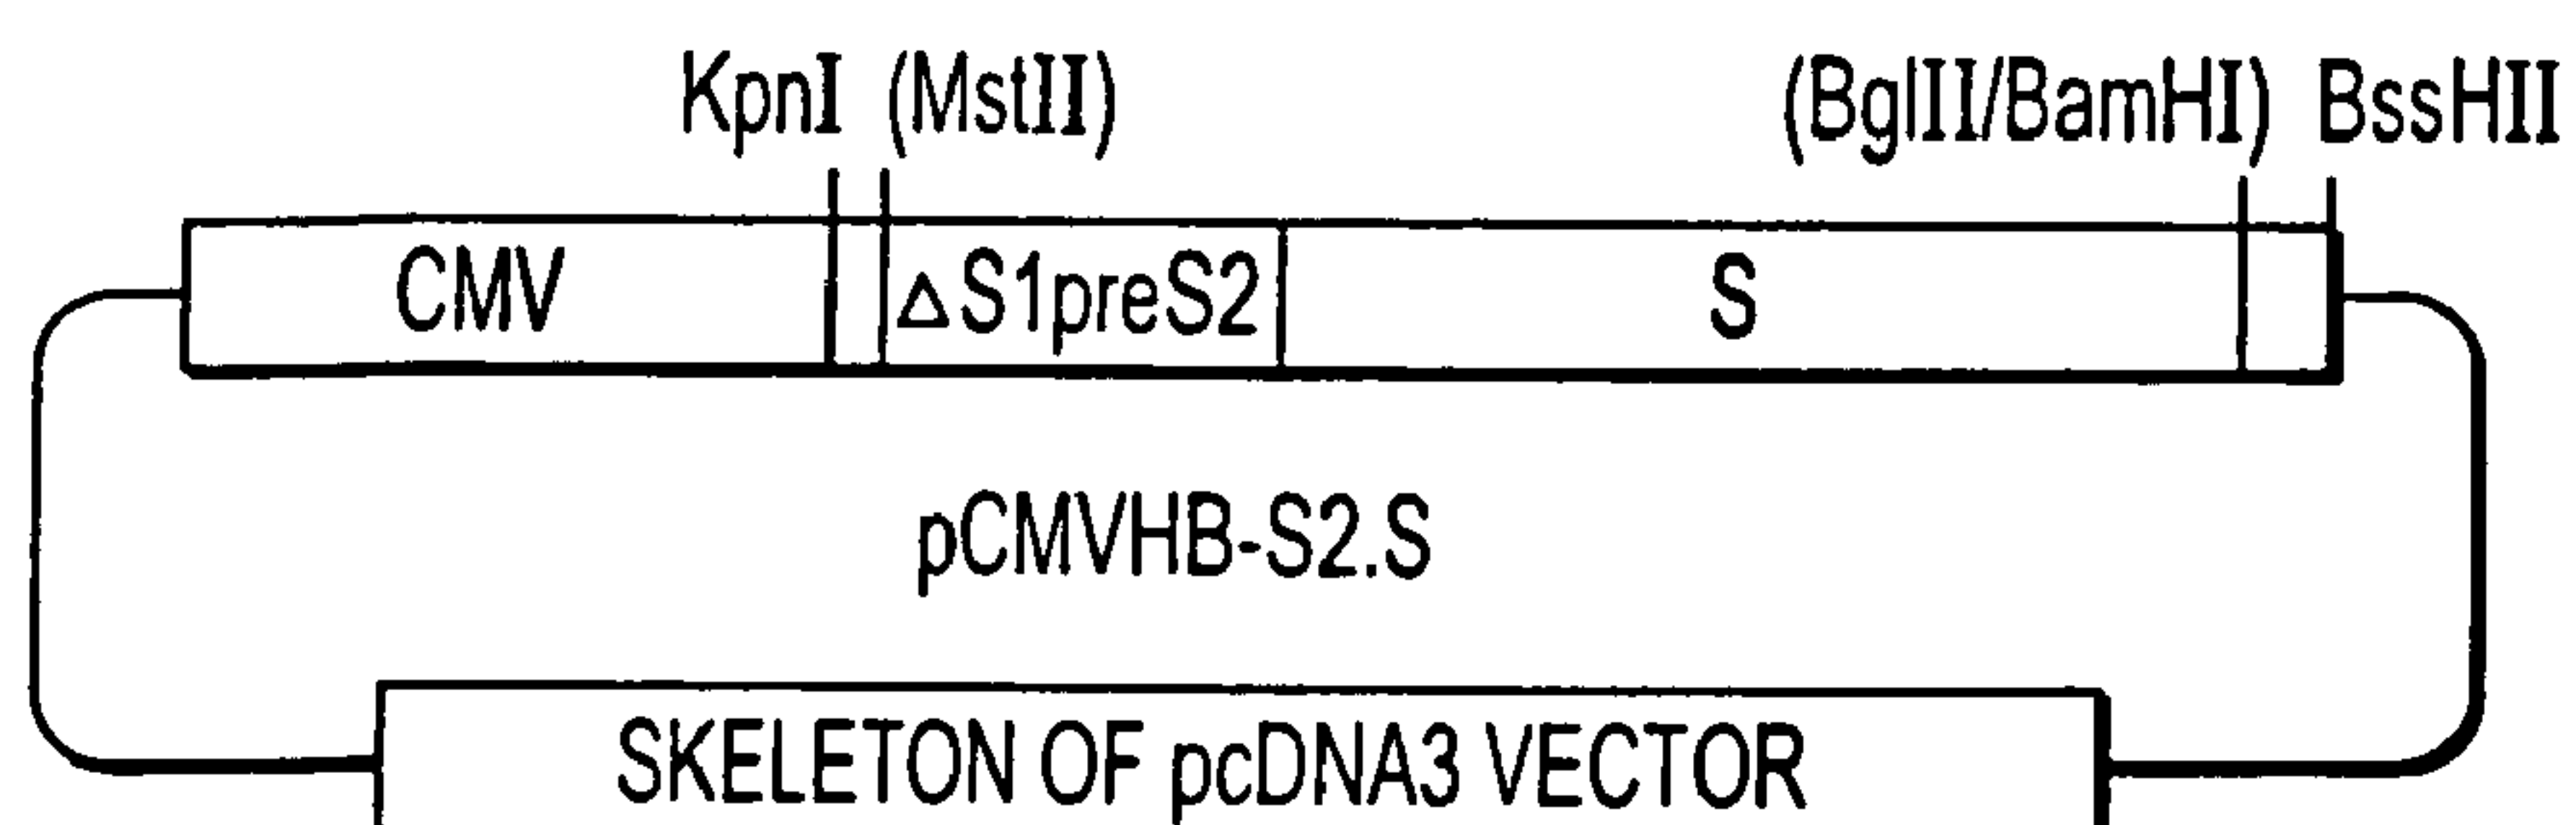 KpnI (MstII) (BglII/BamHI) BssHII
CMV ΔS1preS2 S
pCMVHB-S2.S
SKELETON OF pcDNA3 VECTOR